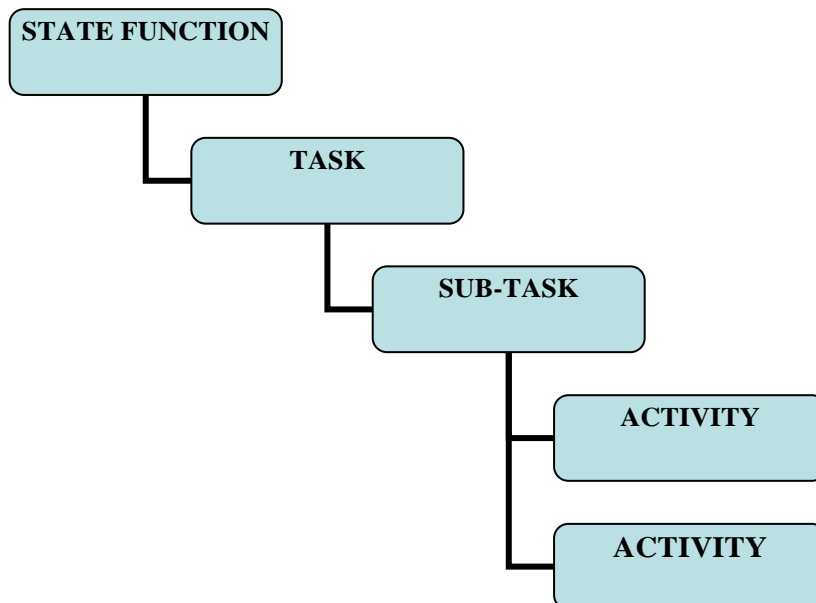 STATE FUNCTION
TASK
SUB-TASK
ACTIVITY
ACTIVITY